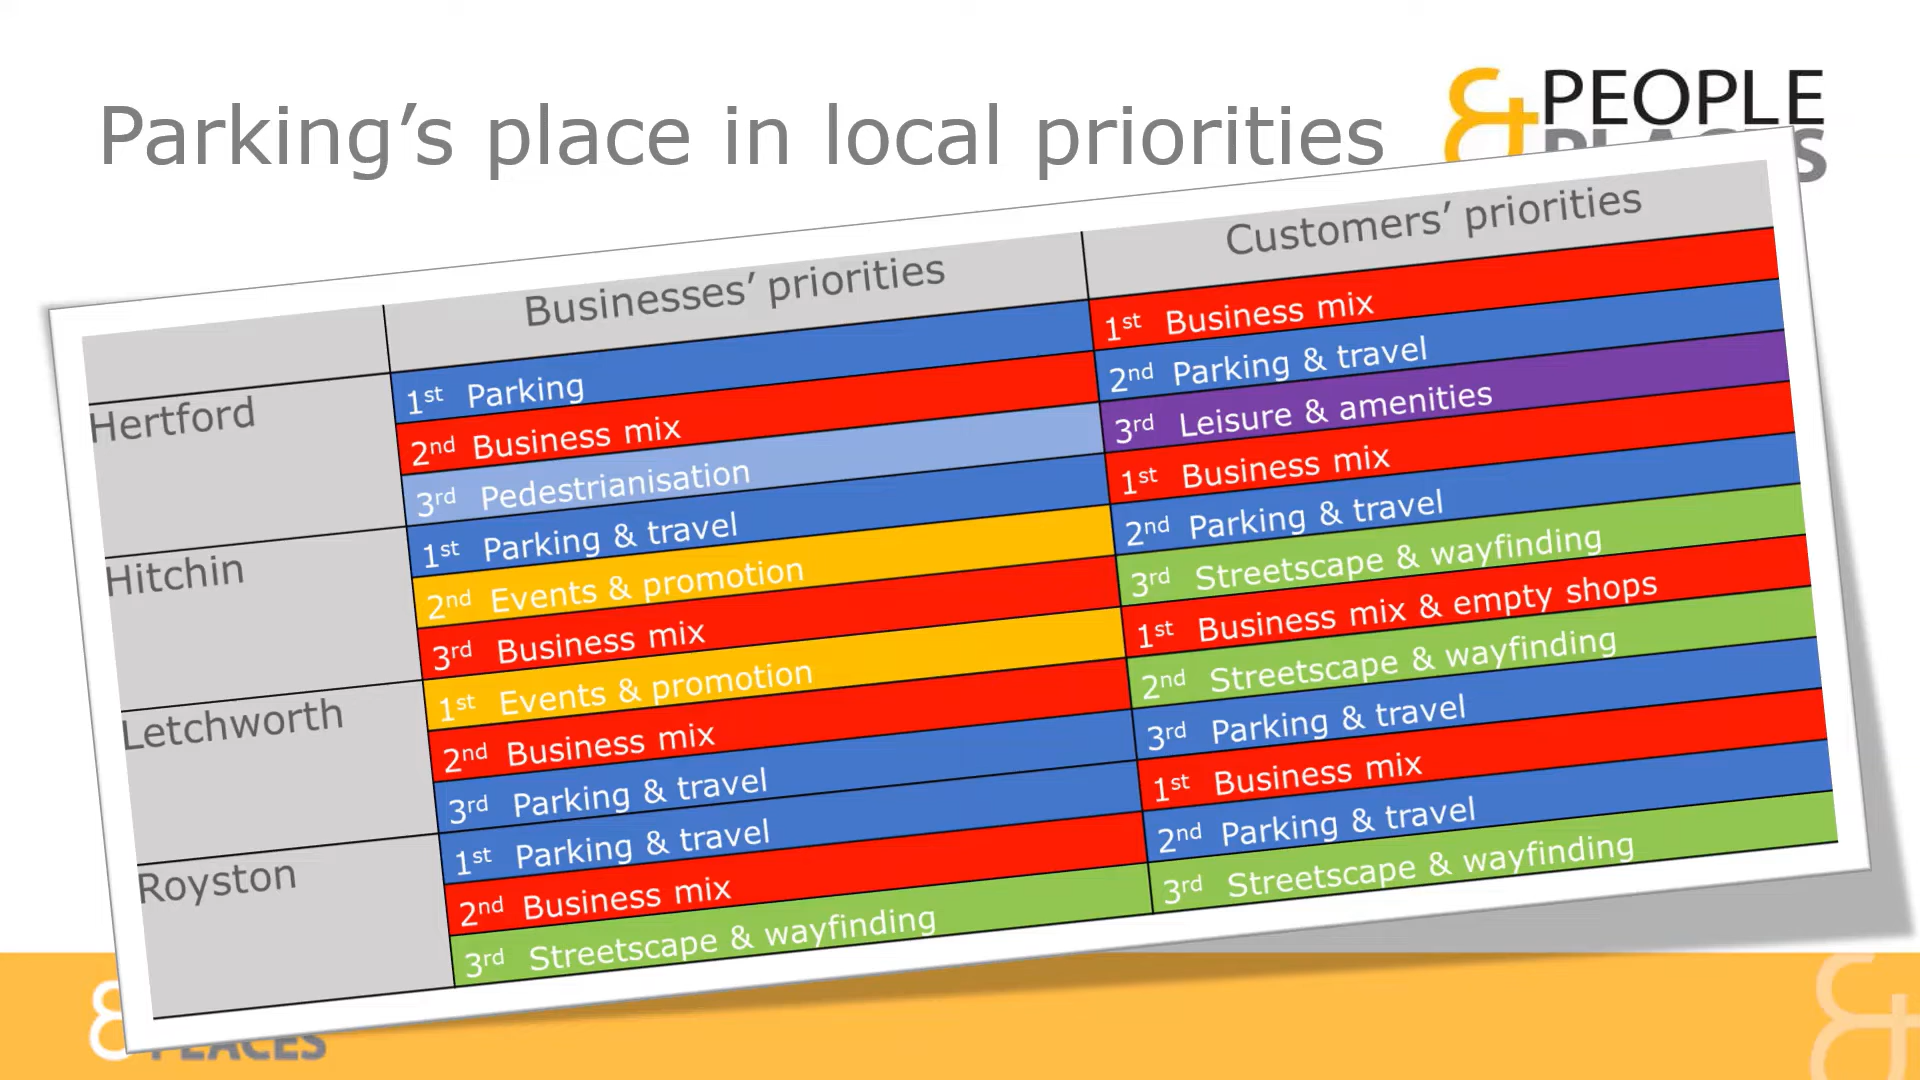 Parking’s place in local priorities
PEOPLE
PLACES
Businesses’ priorities
Customers’ priorities
Hertford
1st Parking
2nd Business mix
3rd Pedestrianisation
1st Business mix
2nd Parking & travel
3rd Leisure & amenities
Hitchin
1st Parking & travel
2nd Events & promotion
3rd Business mix
1st Business mix
2nd Parking & travel
3rd Streetscape & wayfinding
Letchworth
1st Events & promotion
2nd Business mix
3rd Parking & travel
1st Business mix & empty shops
2nd Streetscape & wayfinding
3rd Parking & travel
Royston
1st Parking & travel
2nd Business mix
3rd Streetscape & wayfinding
1st Business mix
2nd Parking & travel
3rd Streetscape & wayfinding
&
PLACES
&